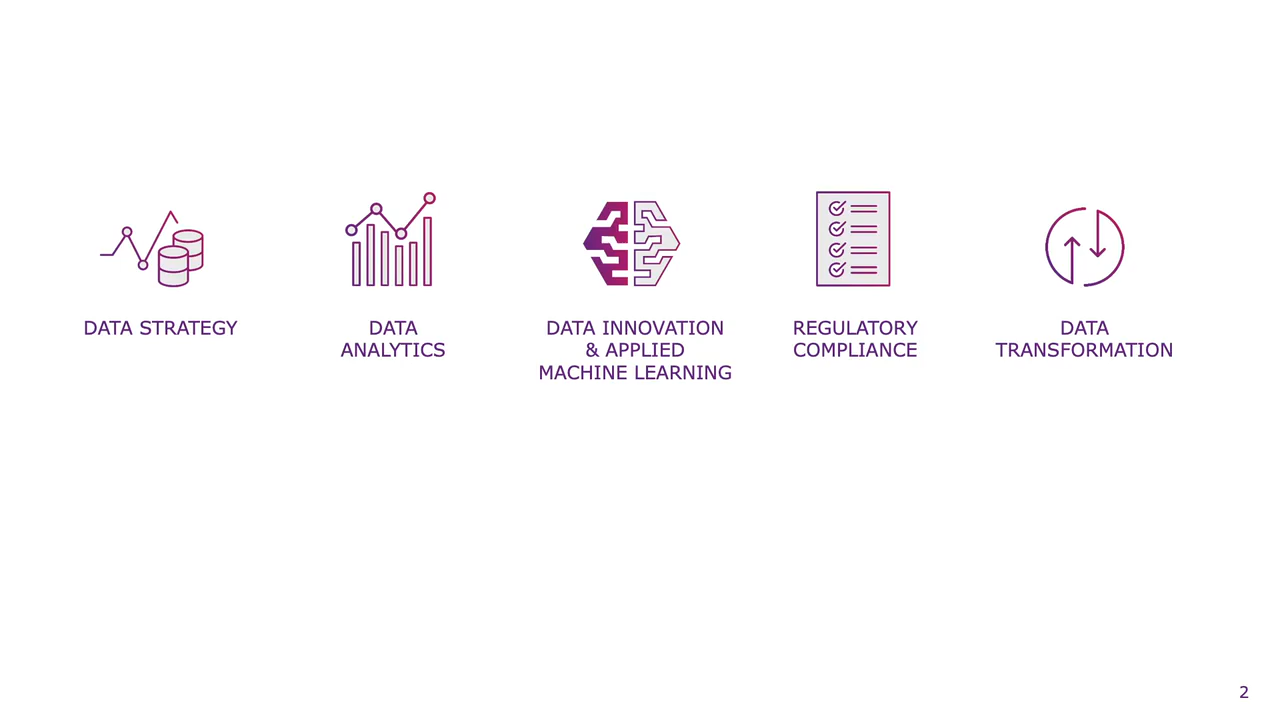 DATA STRATEGY
DATA
ANALYTICS
DATA INNOVATION
& APPLIED
MACHINE LEARNING
REGULATORY
COMPLIANCE
DATA
TRANSFORMATION
2